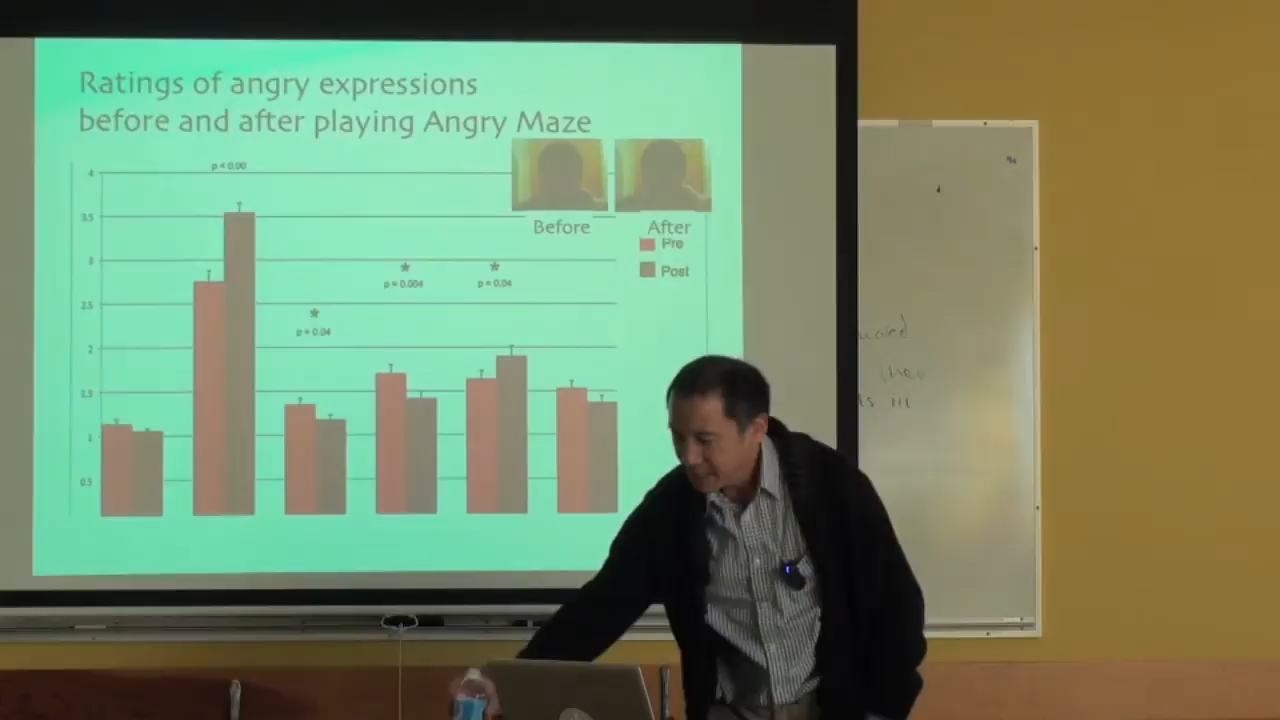 Ratings of angry expressions
before and after playing Angry Maze
p < 0.00
4
3.5
3
2.5
2
1.5
1
0.5
*
p = 0.04
*
p = 0.004
*
p = 0.04
Before
After
Pre
Post